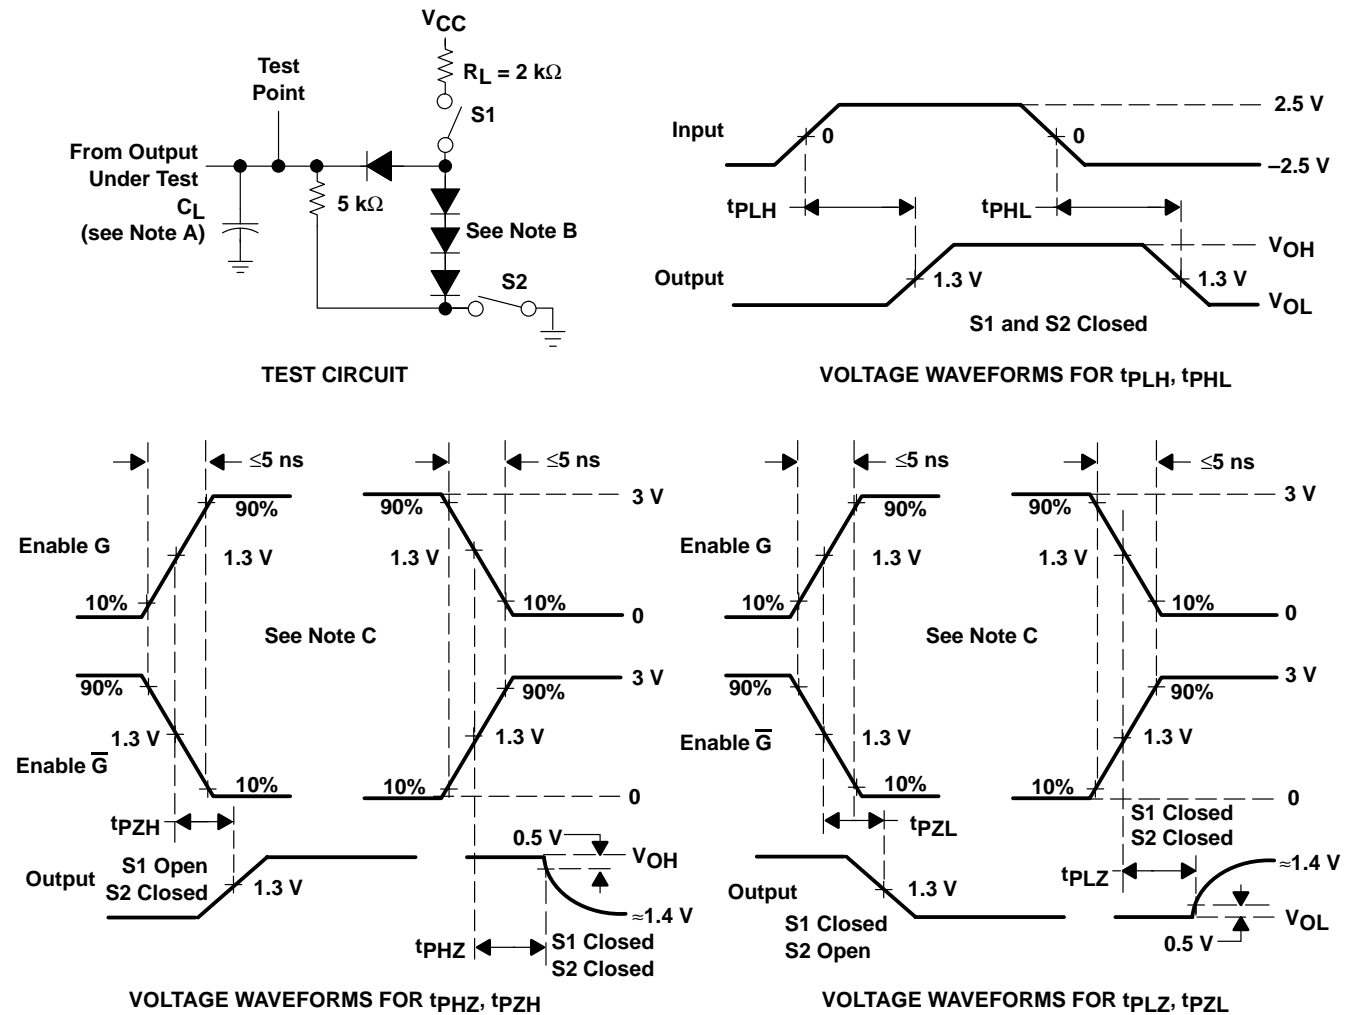 VCC
RL = 2 kΩ
Test
Point
S1
From Output
Under Test
CL
(see Note A)
5 kΩ
See Note B
S2
TEST CIRCUIT
Input
0
0
2.5 V
–2.5 V
tPLH
tPHL
Output
1.3 V
1.3 V
VOH
VOL
S1 and S2 Closed
VOLTAGE WAVEFORMS FOR tPLH, tPHL
≤5 ns
≤5 ns
90%
90%
3 V
Enable G
1.3 V
1.3 V
10%
10%
0
See Note C
90%
90%
3 V
1.3 V
1.3 V
Enable G̅
10%
10%
0
tPZH
0.5 V
VOH
S1 Open
S2 Closed
Output
1.3 V
≈1.4 V
tPHZ
S1 Closed
S2 Closed
VOLTAGE WAVEFORMS FOR tPHZ, tPZH
≤5 ns
≤5 ns
90%
90%
3 V
Enable G
1.3 V
1.3 V
10%
10%
0
See Note C
90%
90%
3 V
Enable G̅
1.3 V
1.3 V
10%
10%
0
tPZL
S1 Closed
S2 Closed
tPLZ
≈1.4 V
Output
1.3 V
S1 Closed
S2 Open
VOL
0.5 V
VOLTAGE WAVEFORMS FOR tPLZ, tPZL